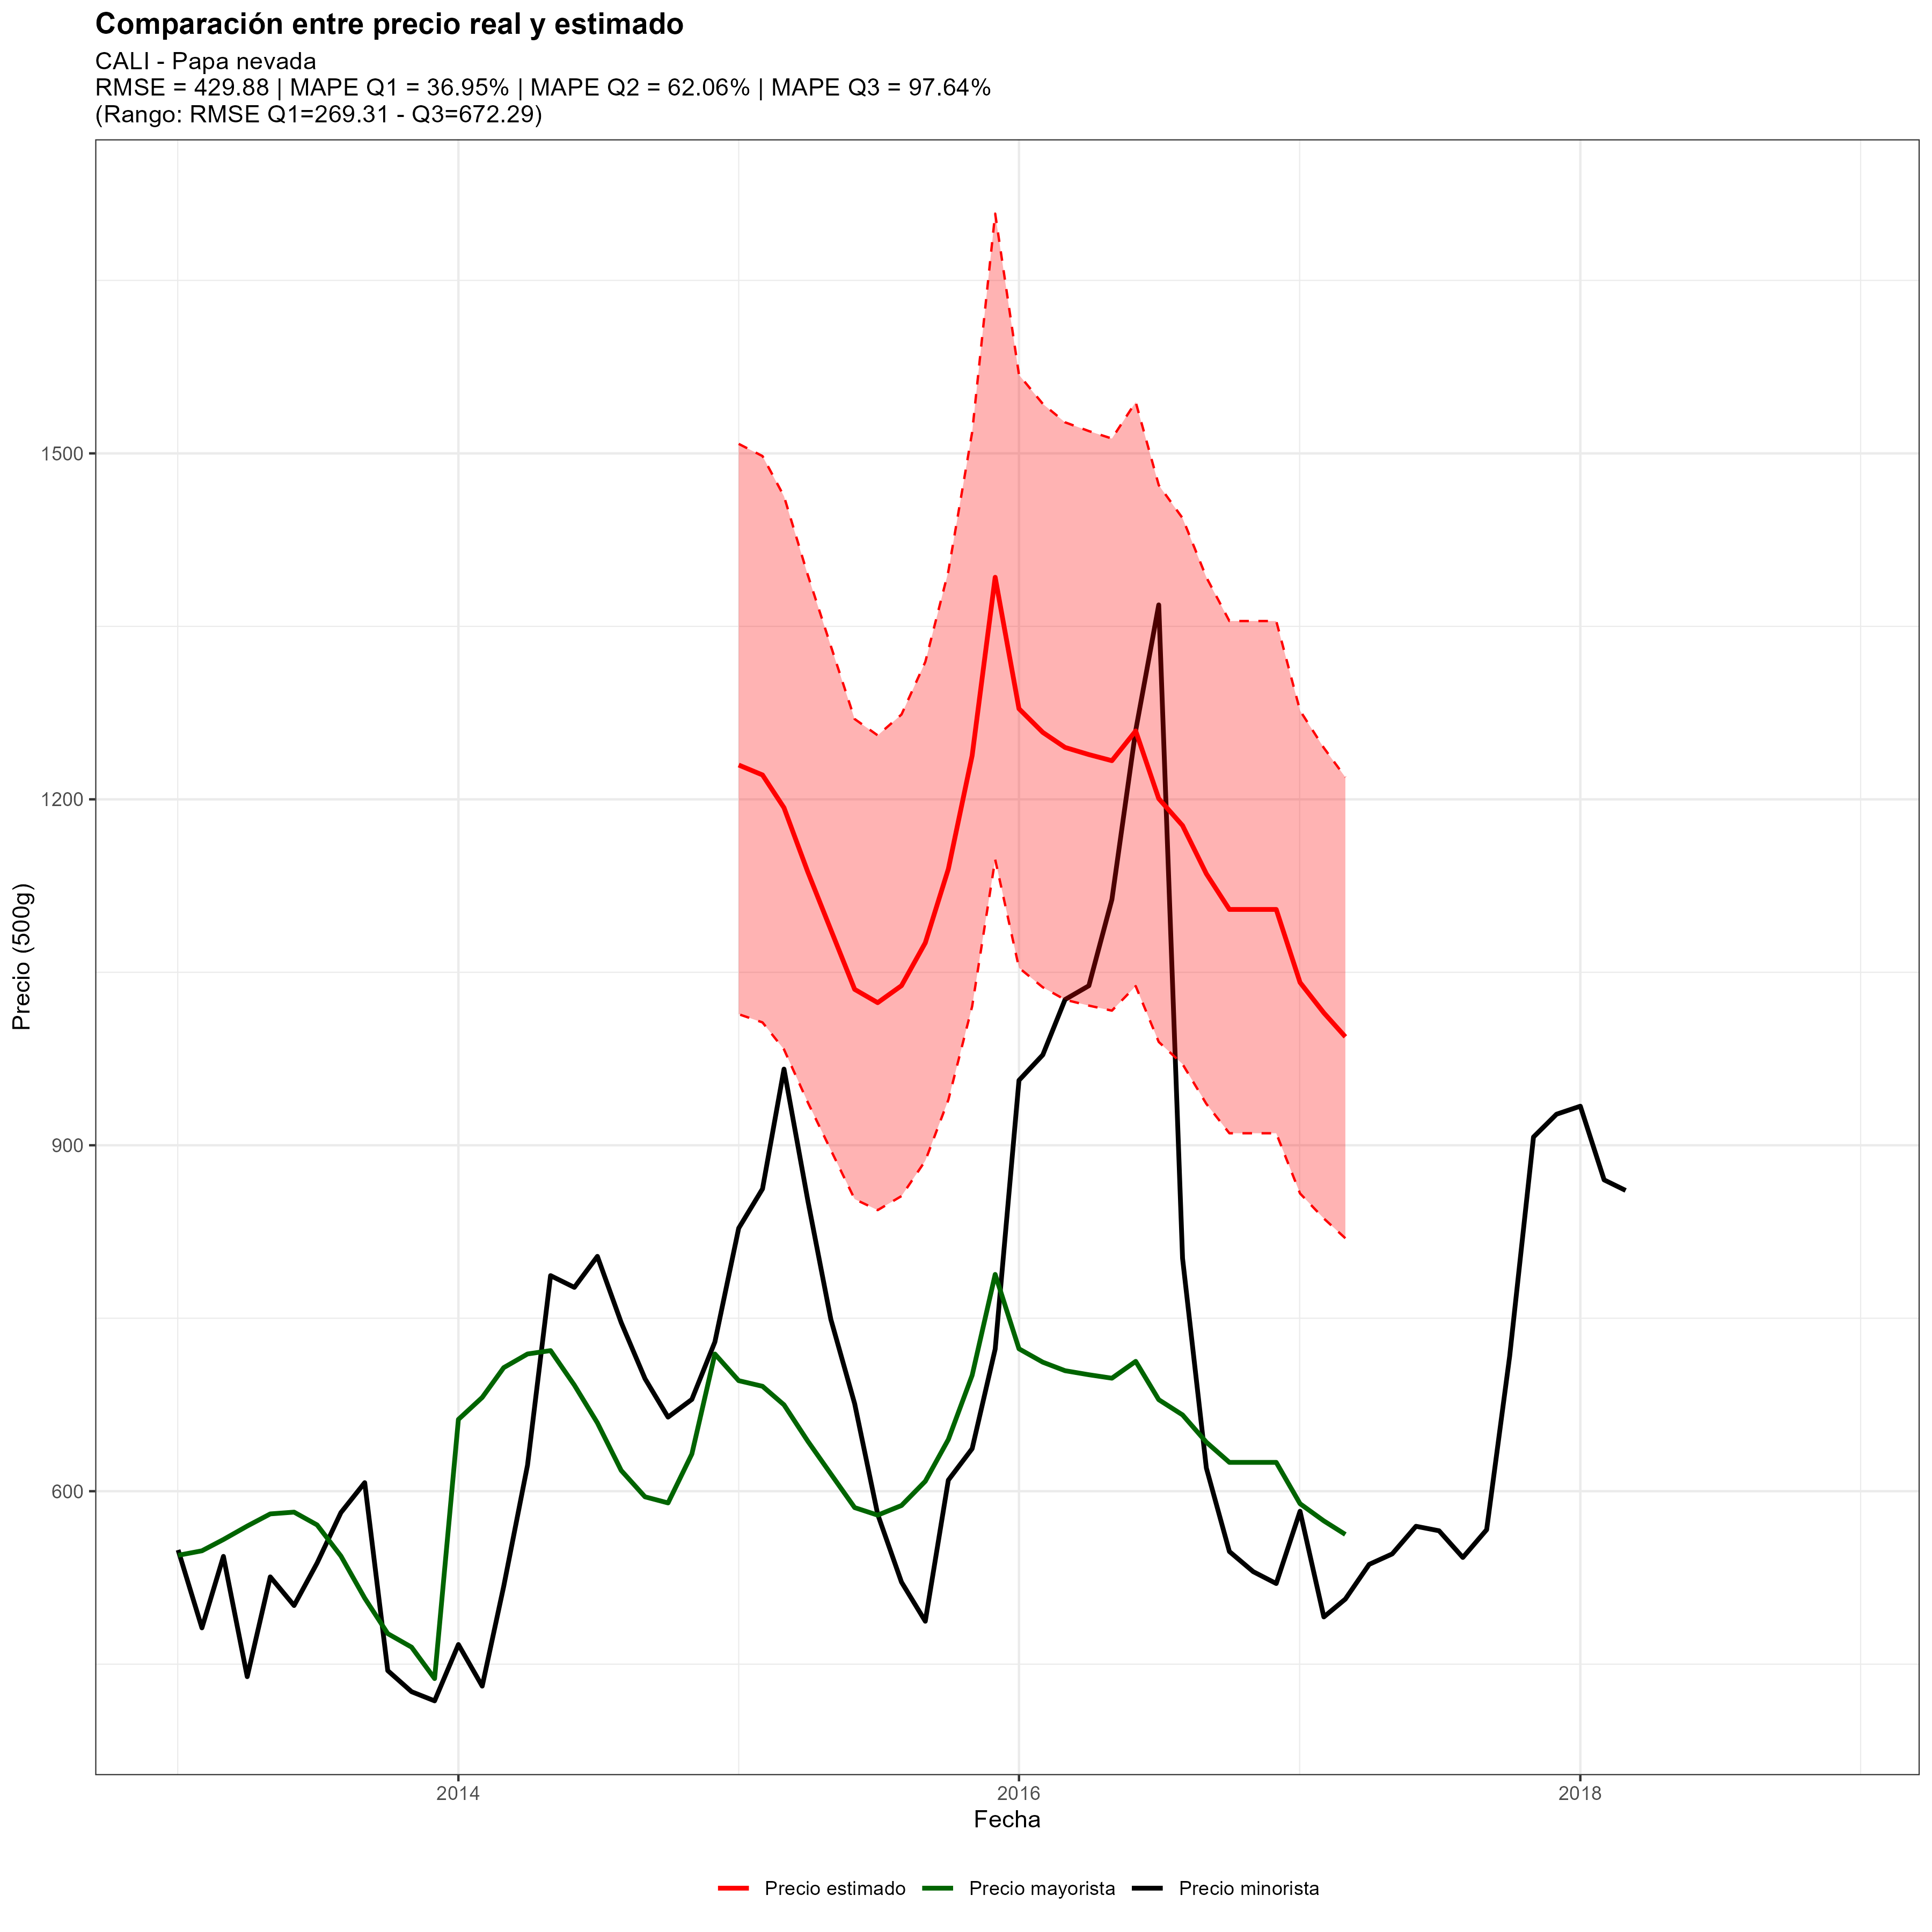 Comparación entre precio real y estimado
CALI - Papa nevada
RMSE = 429.88 | MAPE Q1 = 36.95% | MAPE Q2 = 62.06% | MAPE Q3 = 97.64%
(Rango: RMSE Q1=269.31 - Q3=672.29)
Precio (500g)
1500
1200
900
600
2014
2016
2018
Fecha
Precio estimado
Precio mayorista
Precio minorista